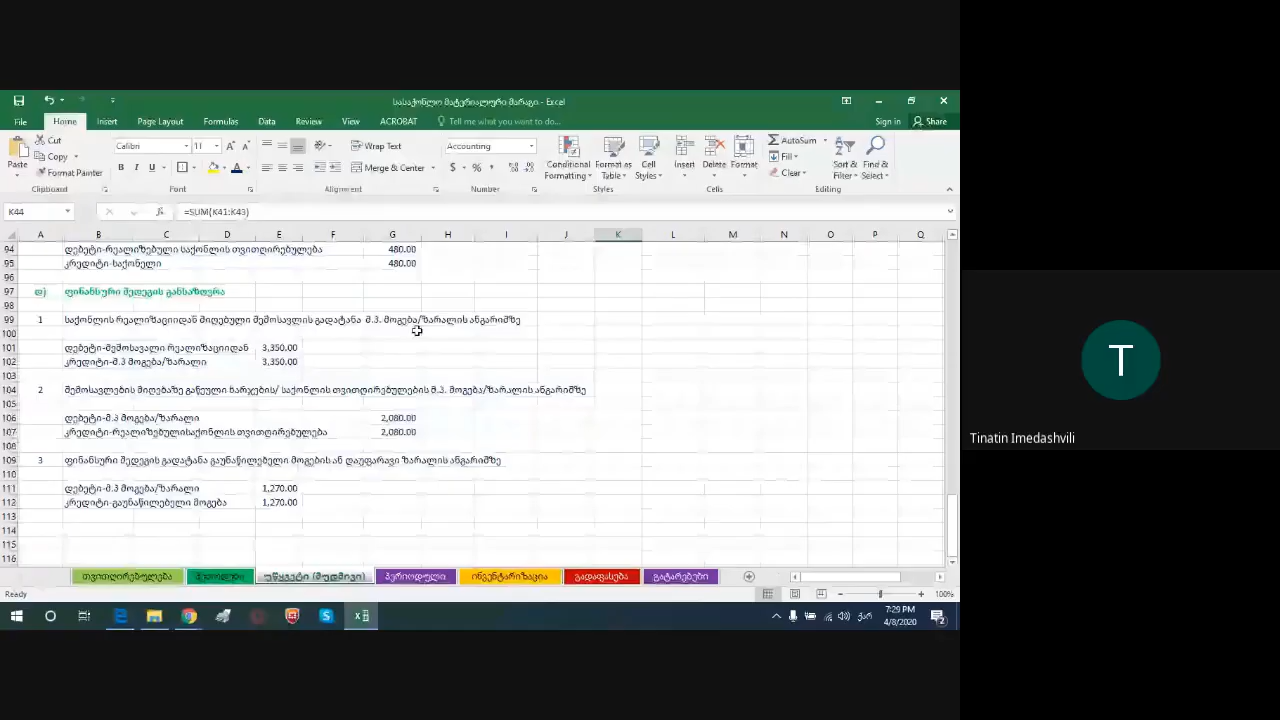 სასაქონლო მატერიალური მარაგი - Excel
File Home Insert Page Layout Formulas Data Review View ACROBAT Tell me what you want to do... Sign in Share
Cut
Copy
Format Painter
Paste
Clipboard
Calibri 11
Font
Wrap Text
Merge & Center
Alignment
Accounting
Number
Conditional Formatting
Format as Table
Cell Styles
Styles
Insert Delete Format
Cells
AutoSum
Fill
Clear
Sort & Filter
Find & Select
Editing
K44 =SUM(K41:K43)
A B C D E F G H I J K L M N O P Q
94 დებეტი-რეალიზებული საქონლის თვითღირებულება 480.00
95 კრედიტი-საქონელი 480.00
96
97 დ) ფინანსური შედეგის განსაზღვრა
98
99 1 საქონლის რეალიზაციიდან მიღებული შემოსავლის გადატანა მ.პ. მოგება/ზარალის ანგარიშზე
100
101 დებეტი-შემოსავალი რეალიზაციიდან 3,350.00
102 კრედიტი-მ.პ მოგება/ზარალი 3,350.00
103
104 2 შემოსავლების მიღებაზე გაწეული ხარჯების/ საქონლის თვითღირებულების მ.პ. მოგება/ზარალის ანგარიშზე
105
106 დებეტი-მ.პ მოგება/ზარალი 2,080.00
107 კრედიტი-რეალიზებულისაქონლის თვითღირებულება 2,080.00
108
109 3 ფინანსური შედეგის გადატანა გაუნაწილებელი მოგების ან დაუფარავი ზარალის ანგარიშზე
110
111 დებეტი-მ.პ მოგება/ზარალი 1,270.00
112 კრედიტი-გაუნაწილებელი მოგება 1,270.00
113
114
115
116
თვითღირებულება მეთოდები უწყვეტი (მუდმივი) პერიოდული ინვენტარიზაცია გადაფასება გატარებები
Ready 100%
ქარ
7:29 PM
4/8/2020
T
Tinatin Imedashvili